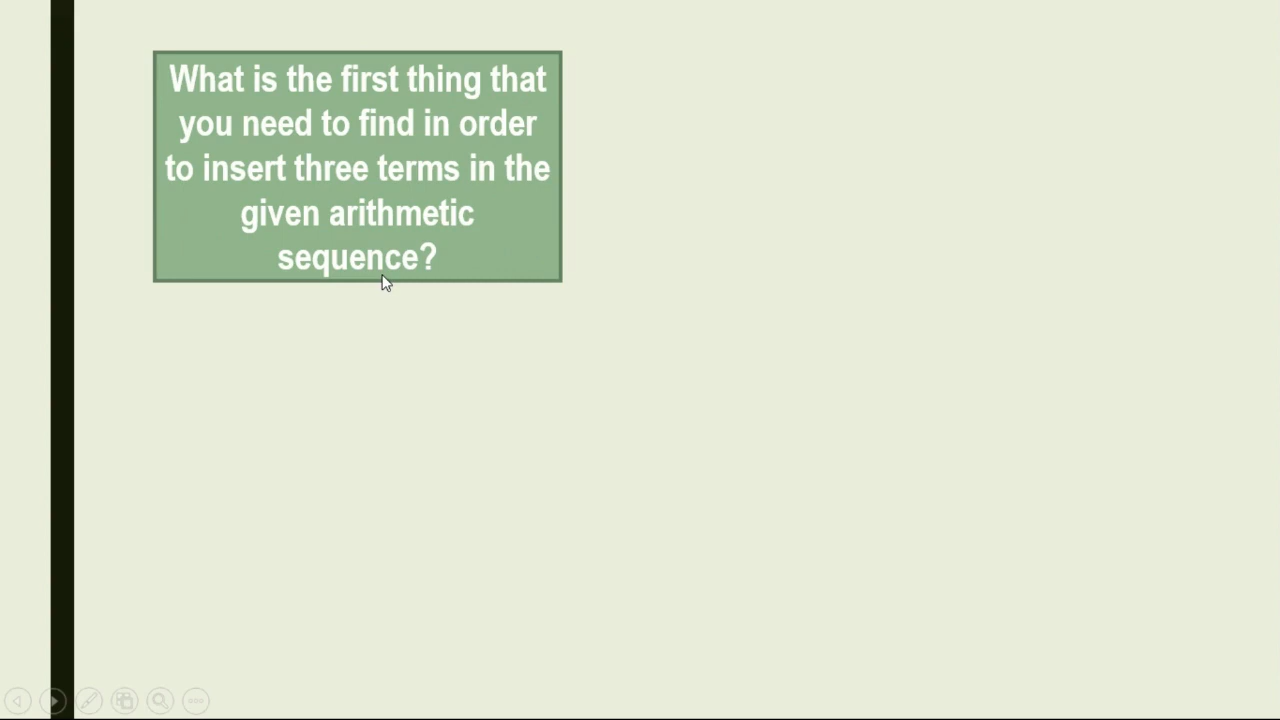 What is the first thing that
you need to find in order
to insert three terms in the
given arithmetic
sequence?